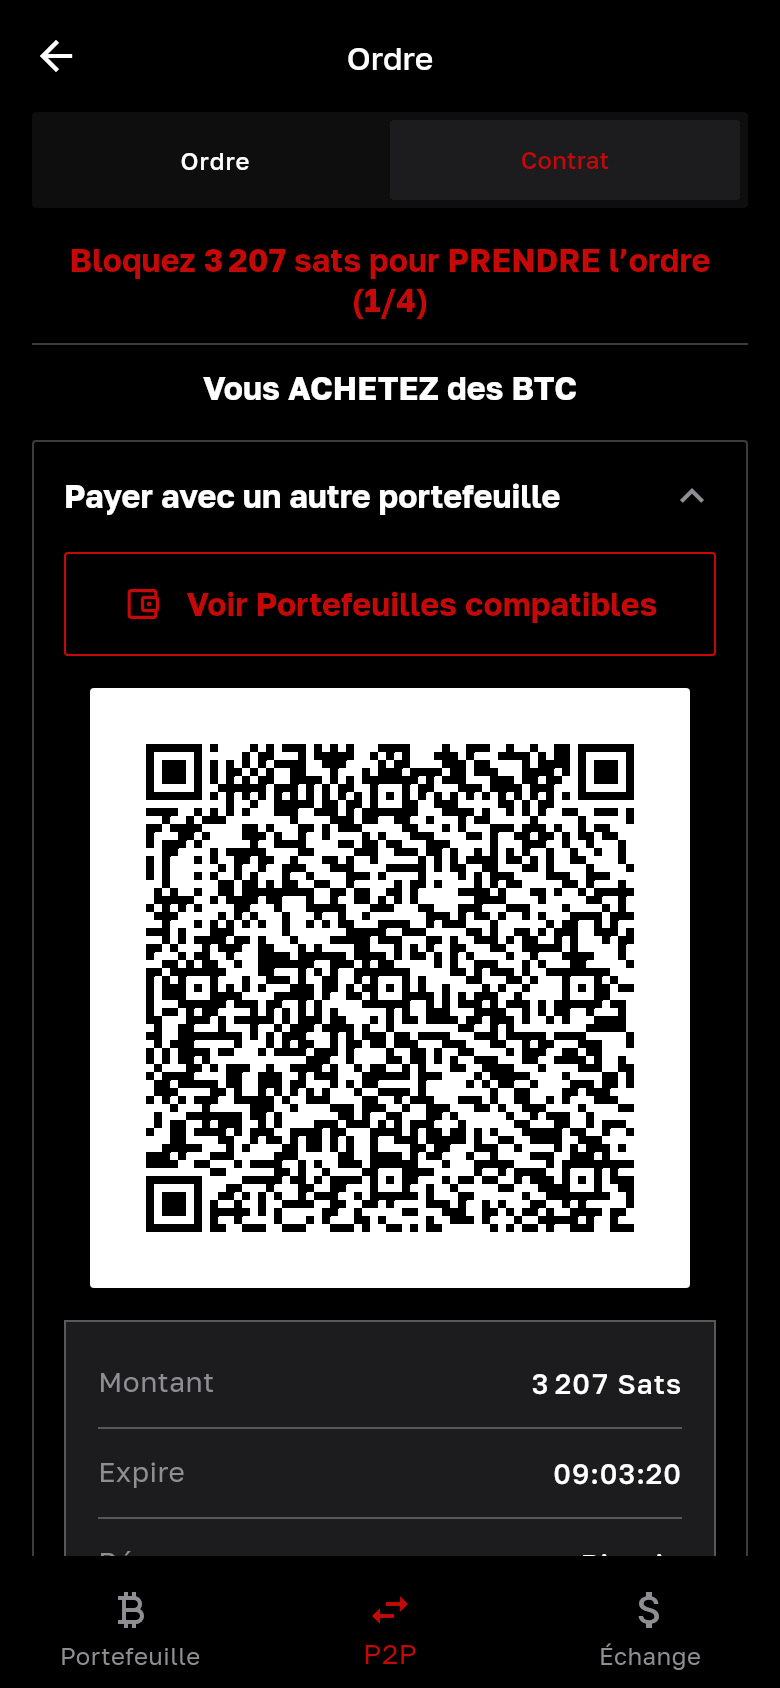 Ordre
Ordre
Contrat
Bloquez 3 207 sats pour PRENDRE l’ordre
(1/4)
Vous ACHETEZ des BTC
Payer avec un autre portefeuille
Voir Portefeuilles compatibles
Montant
3 207 Sats
Expire
09:03:20
Portefeuille
P2P
Échange